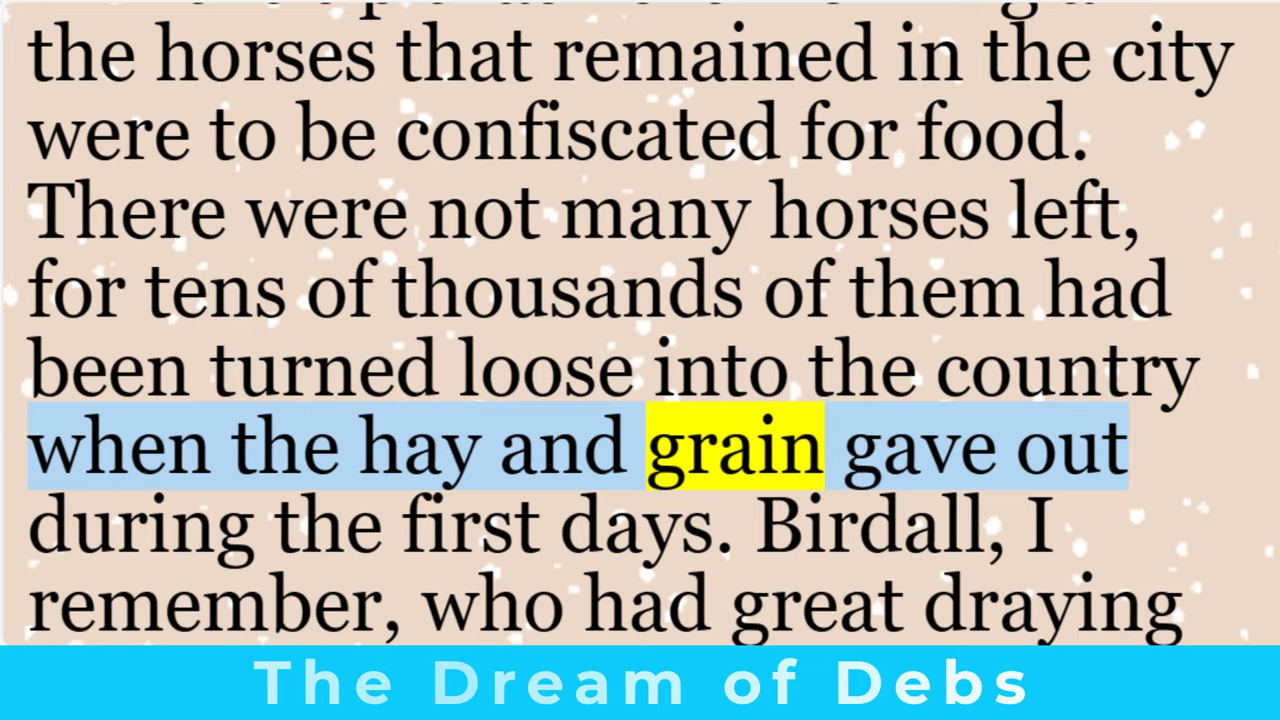 the horses that remained in the city
were to be confiscated for food.
There were not many horses left,
for tens of thousands of them had
been turned loose into the country
when the hay and grain gave out
during the first days. Birdall, I
remember, who had great draying
The Dream of Debs